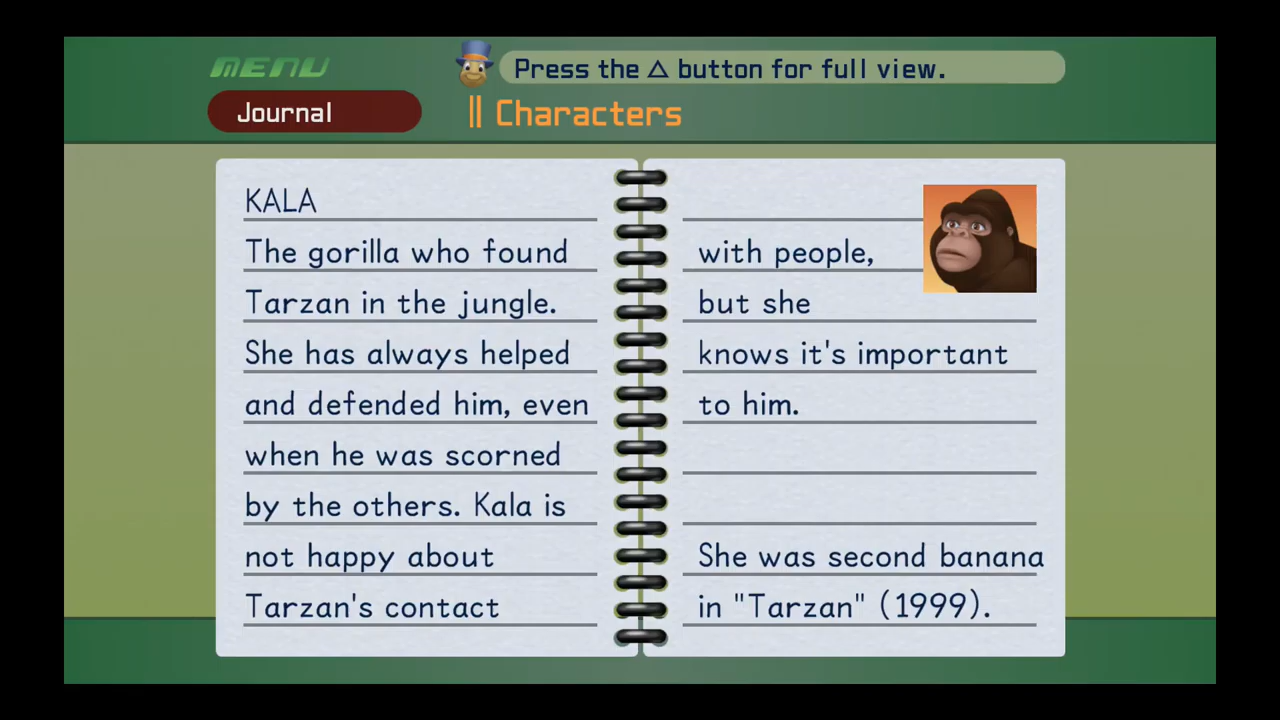 MENU
Press the △ button for full view.
Journal
Characters
KALA
The gorilla who found
Tarzan in the jungle.
She has always helped
and defended him, even
when he was scorned
by the others. Kala is
not happy about
Tarzan's contact
with people,
but she
knows it's important
to him.
She was second banana
in "Tarzan" (1999).